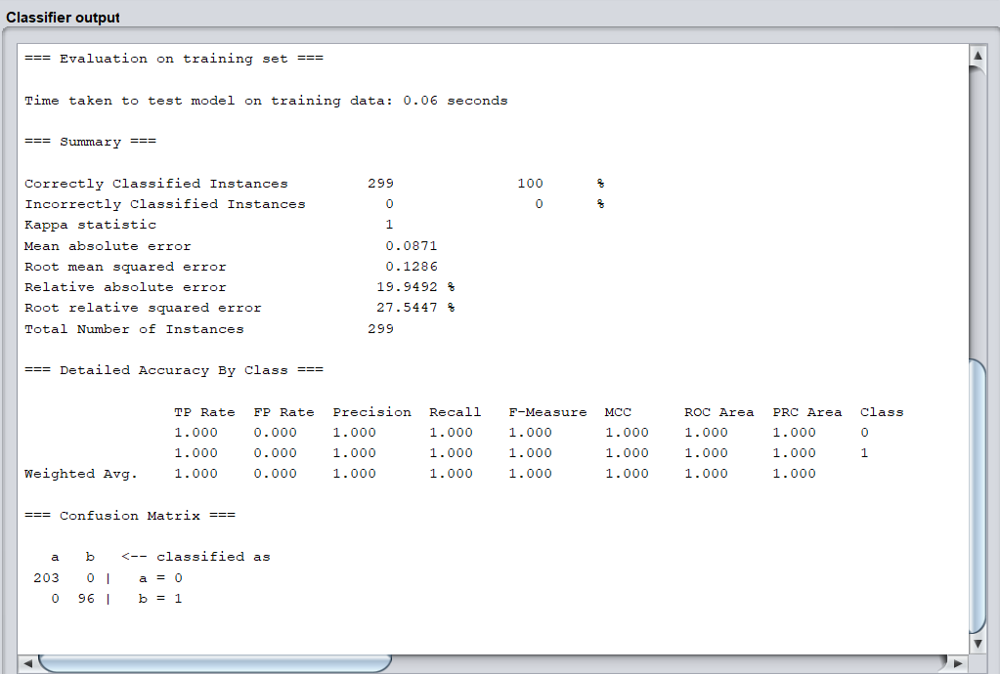 Classifier output
=== Evaluation on training set ===
Time taken to test model on training data: 0.06 seconds
=== Summary ===
Correctly Classified Instances         299              100      %
Incorrectly Classified Instances         0                0      %
Kappa statistic                          1
Mean absolute error                      0.0871
Root mean squared error                  0.1286
Relative absolute error                 19.9492 %
Root relative squared error             27.5447 %
Total Number of Instances              299
=== Detailed Accuracy By Class ===
                 TP Rate  FP Rate  Precision  Recall   F-Measure  MCC      ROC Area  PRC Area  Class
                 1.000    0.000    1.000      1.000    1.000      1.000    1.000     1.000     0
                 1.000    0.000    1.000      1.000    1.000      1.000    1.000     1.000     1
Weighted Avg.    1.000    0.000    1.000      1.000    1.000      1.000    1.000     1.000
=== Confusion Matrix ===
   a   b   <-- classified as
 203   0 |   a = 0
   0  96 |   b = 1